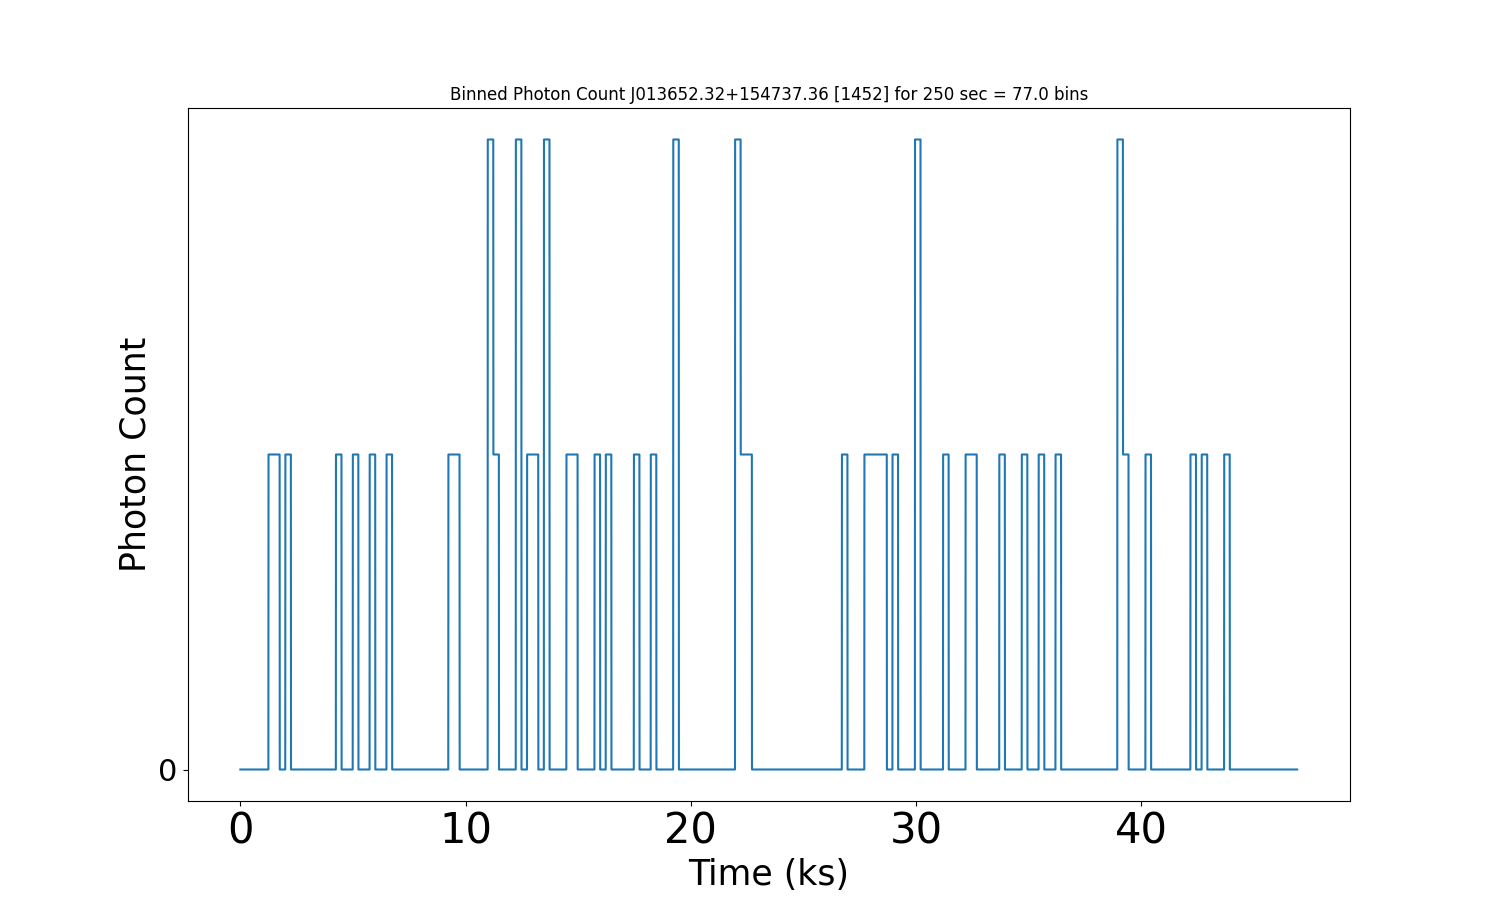 Binned Photon Count J013652.32+154737.36 [1452] for 250 sec = 77.0 bins
Photon Count
0
0 10 20 30 40
Time (ks)